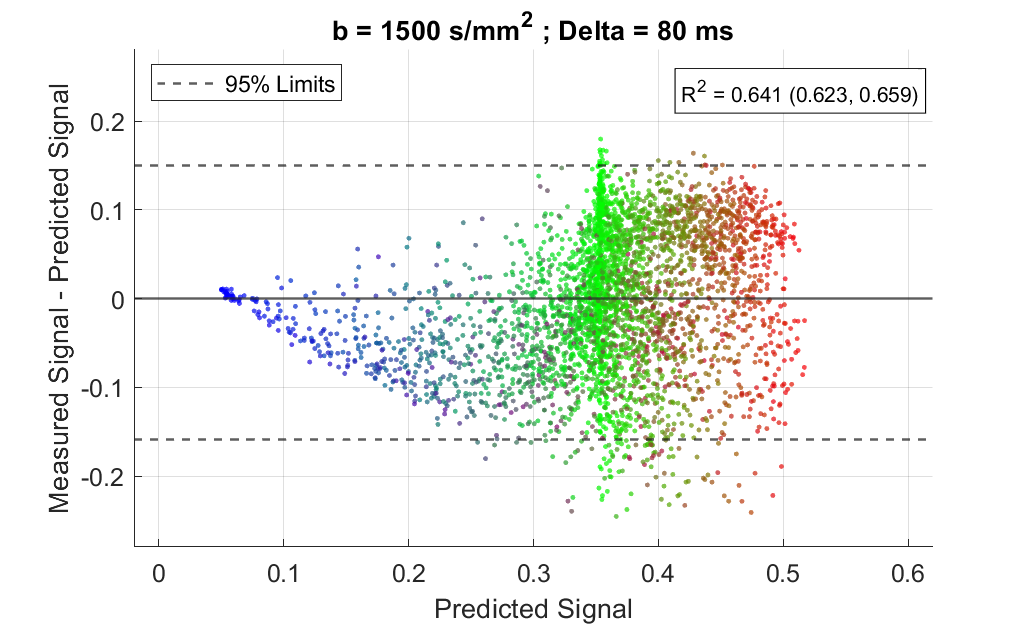 b = 1500 s/mm² ; Delta = 80 ms
95% Limits
R² = 0.641 (0.623, 0.659)
Measured Signal - Predicted Signal
0.2
0.1
0
-0.1
-0.2
0 0.1 0.2 0.3 0.4 0.5 0.6
Predicted Signal